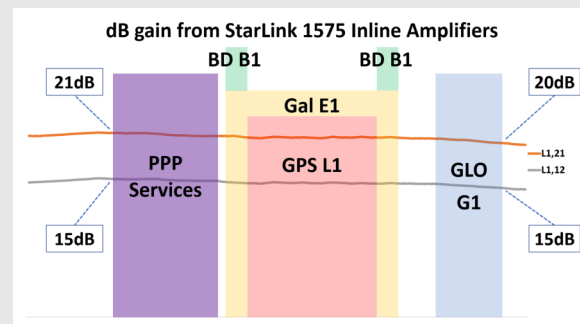 dB gain from StarLink 1575 Inline Amplifiers
BD B1
BD B1
21dB
20dB
Gal E1
PPP
Services
GPS L1
GLO
G1
L1,21
L1,12
15dB
15dB